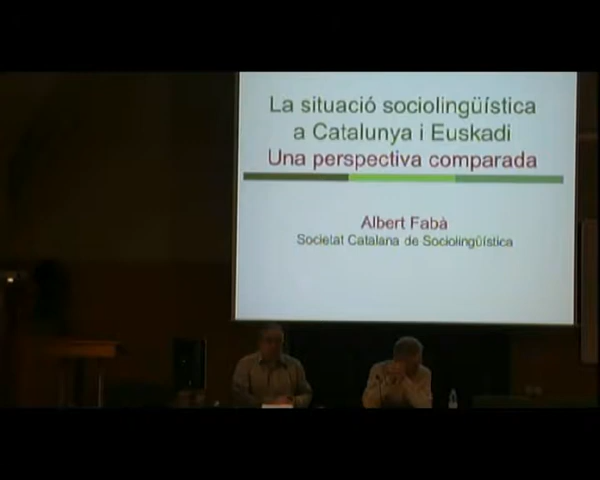 La situació sociolingüística
a Catalunya i Euskadi
Una perspectiva comparada
Albert Fabà
Societat Catalana de Sociolingüística